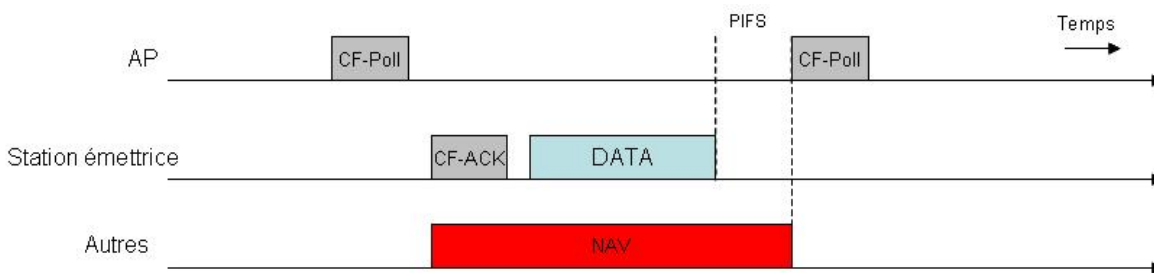 PIFS
Temps
AP
CF-Poll
CF-Poll
Station émettrice
CF-ACK
DATA
Autres
NAV